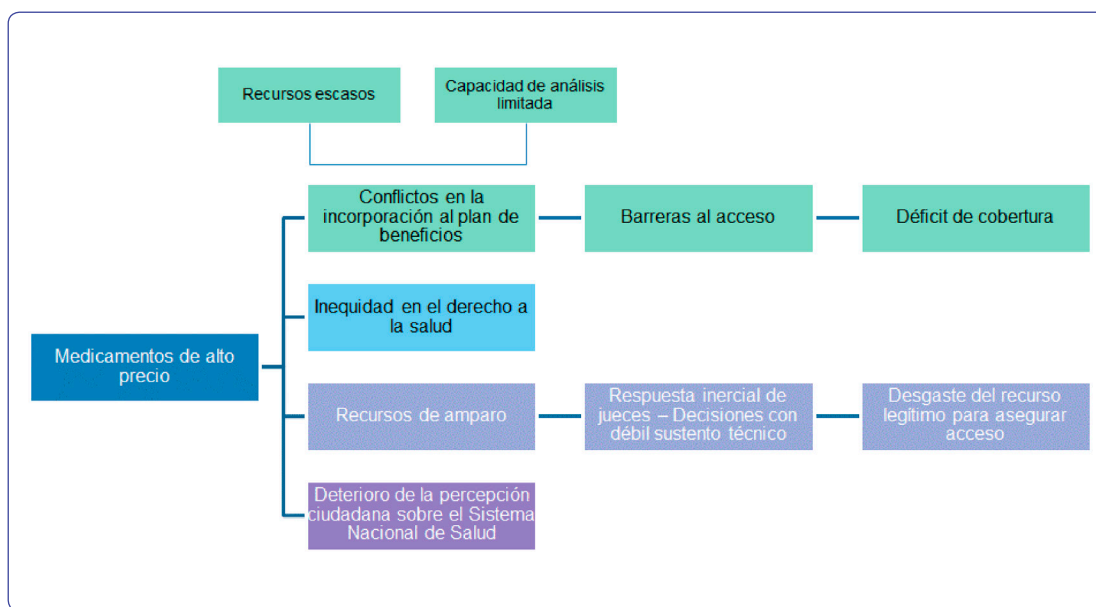 Recursos escasos
Capacidad de análisis
limitada
Conflictos en la
incorporación al plan de
beneficios
Barreras al acceso
Déficit de cobertura
Inequidad en el derecho a
la salud
Medicamentos de alto
precio
Recursos de amparo
Respuesta inercial de
jueces – Decisiones con
débil sustento técnico
Desgaste del recurso
legítimo para asegurar
acceso
Deterioro de la percepción
ciudadana sobre el Sistema
Nacional de Salud